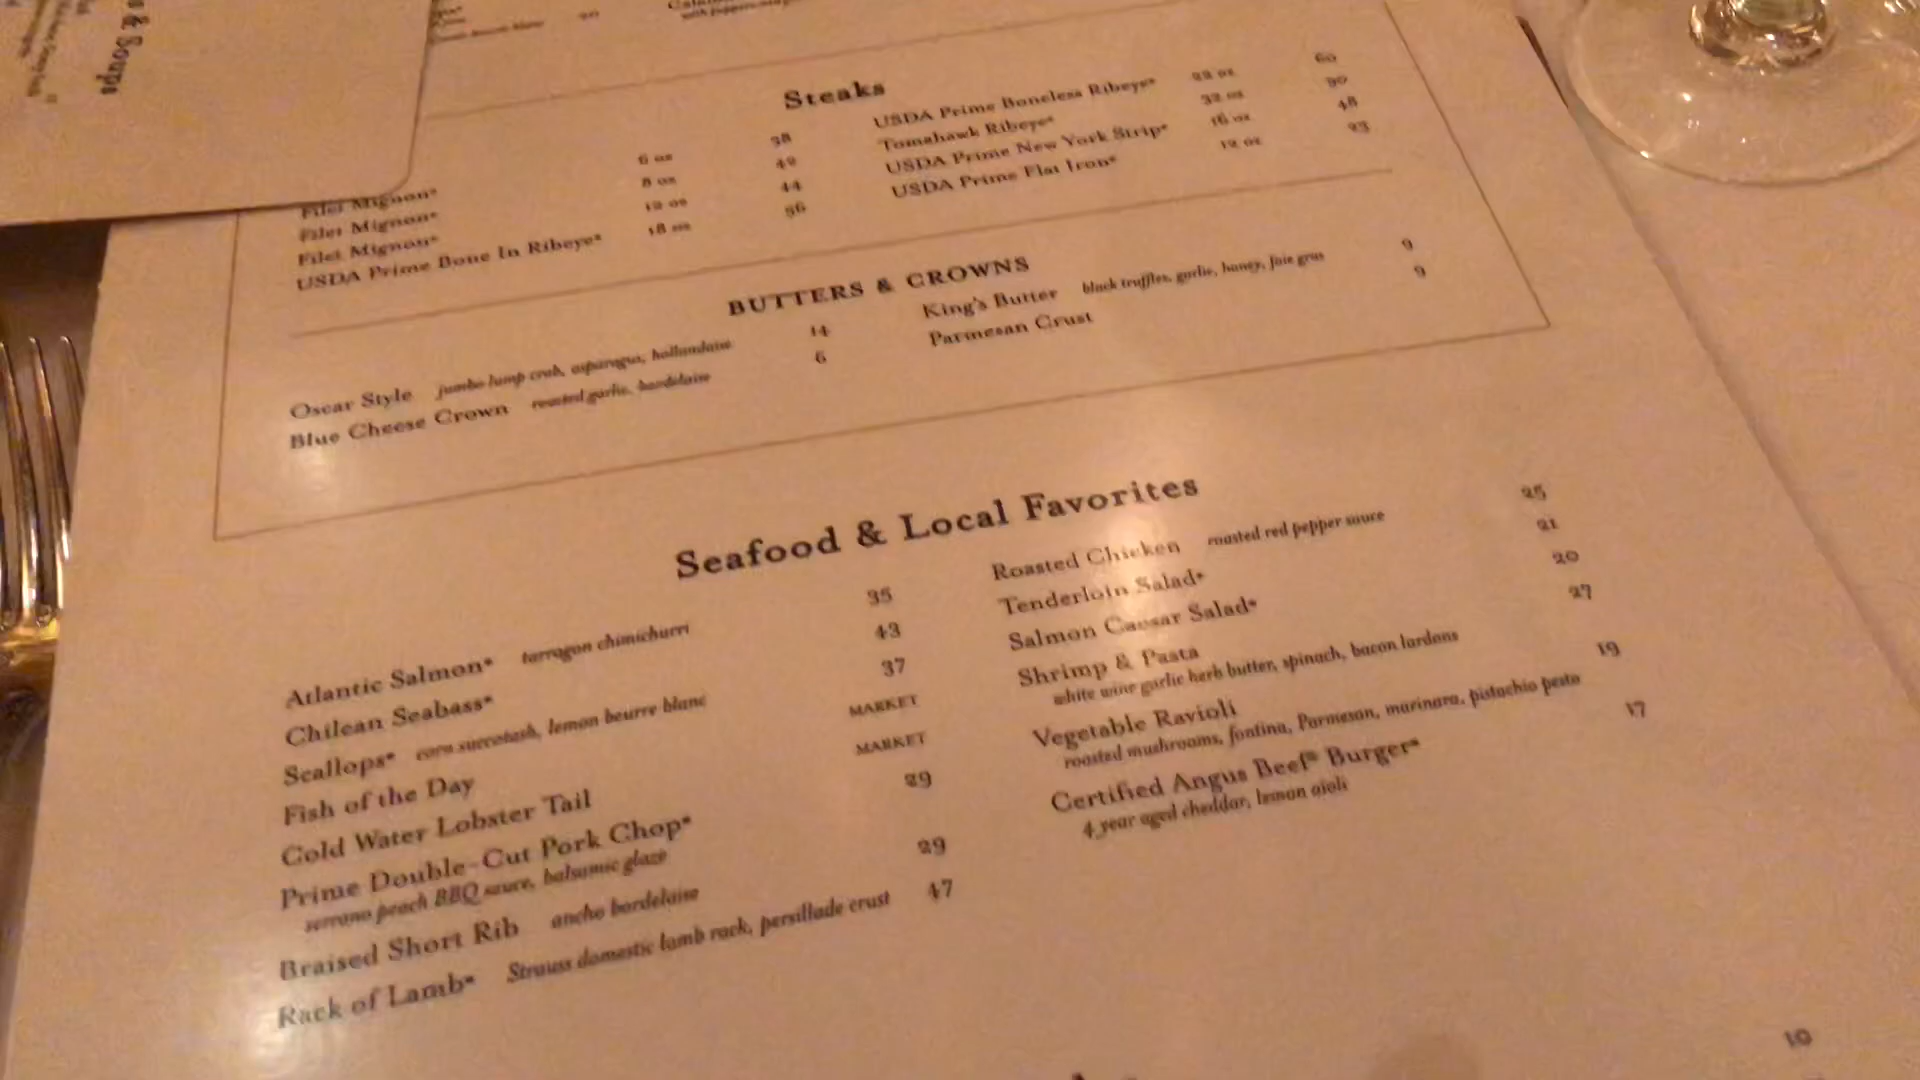 & Soups
Steaks
Filet Mignon* 6 oz 38
Filet Mignon* 8 oz 42
Filet Mignon* 12 oz 44
USDA Prime Bone In Ribeye* 18 oz 56
USDA Prime Boneless Ribeye* 22 oz 60
Tomahawk Ribeye* 32 oz 90
USDA Prime New York Strip* 16 oz 48
USDA Prime Flat Iron* 12 oz 23
BUTTERS & CROWNS
Oscar Style jumbo lump crab, asparagus, hollandaise 14
Blue Cheese Crown roasted garlic, bordelaise 6
King's Butter black truffles, garlic, honey, foie gras 9
Parmesan Crust 9
Seafood & Local Favorites
Atlantic Salmon* tarragon chimichurri 35
Chilean Seabass* 43
Scallops* corn succotash, lemon beurre blanc 37
Fish of the Day MARKET
Cold Water Lobster Tail MARKET
Prime Double-Cut Pork Chop* 29
serrano peach BBQ sauce, balsamic glaze
Braised Short Rib ancho bordelaise 29
Rack of Lamb* Strauss domestic lamb rack, persillade crust 47
Roasted Chicken roasted red pepper sauce 25
Tenderloin Salad* 21
Salmon Caesar Salad* 20
Shrimp & Pasta 27
white wine garlic herb butter, spinach, bacon lardons
Vegetable Ravioli 19
roasted mushrooms, fontina, Parmesan, marinara, pistachio pesto
Certified Angus Beef® Burger* 17
4 year aged cheddar, lemon aioli
10